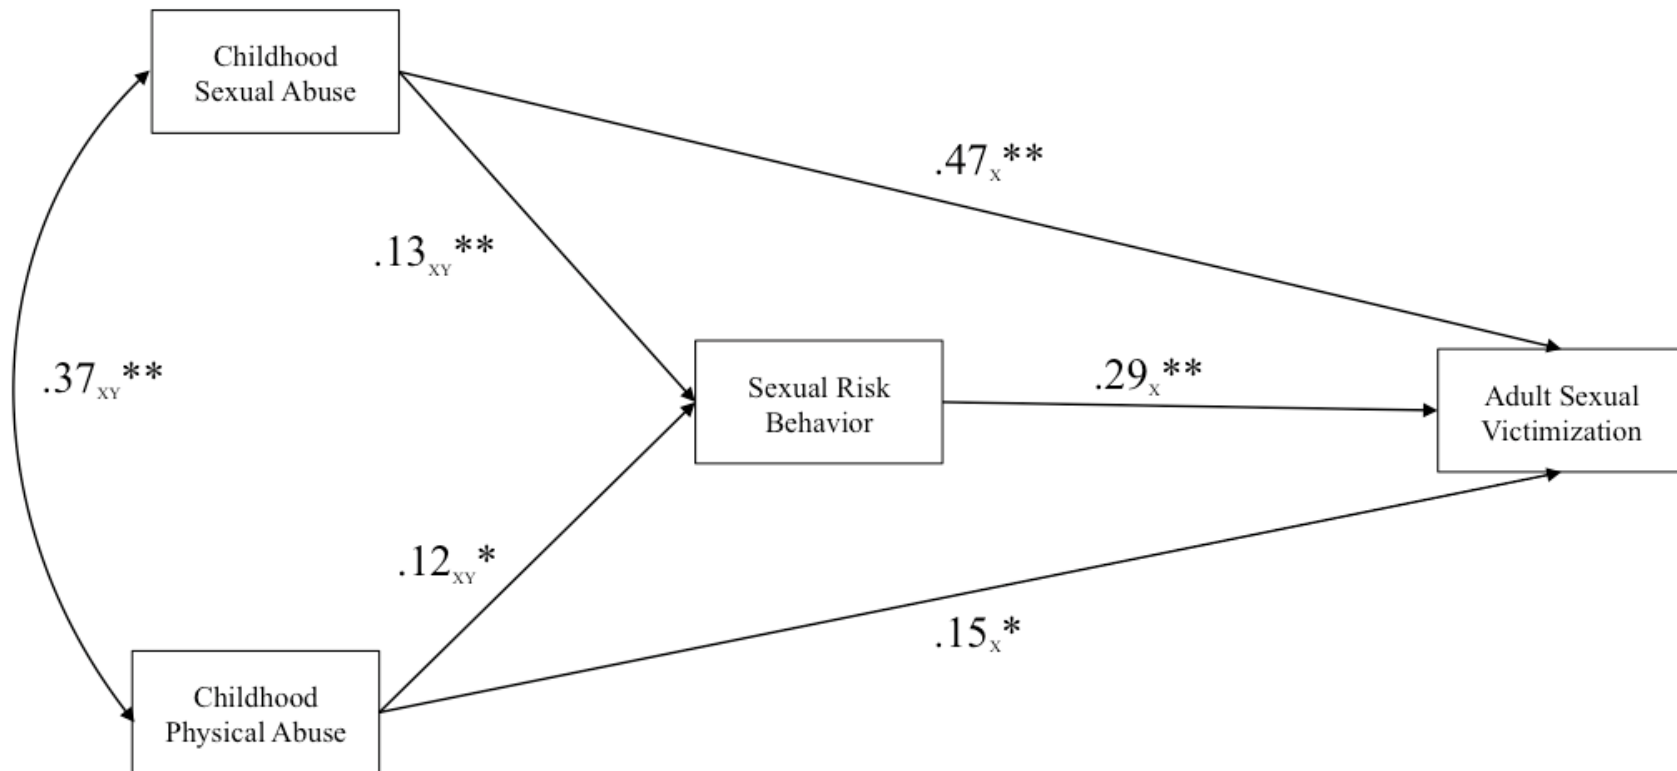 Childhood
Sexual Abuse
.47X**
.13XY**
.37XY**
Sexual Risk
Behavior
.29X**
Adult Sexual
Victimization
.12XY*
.15X*
Childhood
Physical Abuse